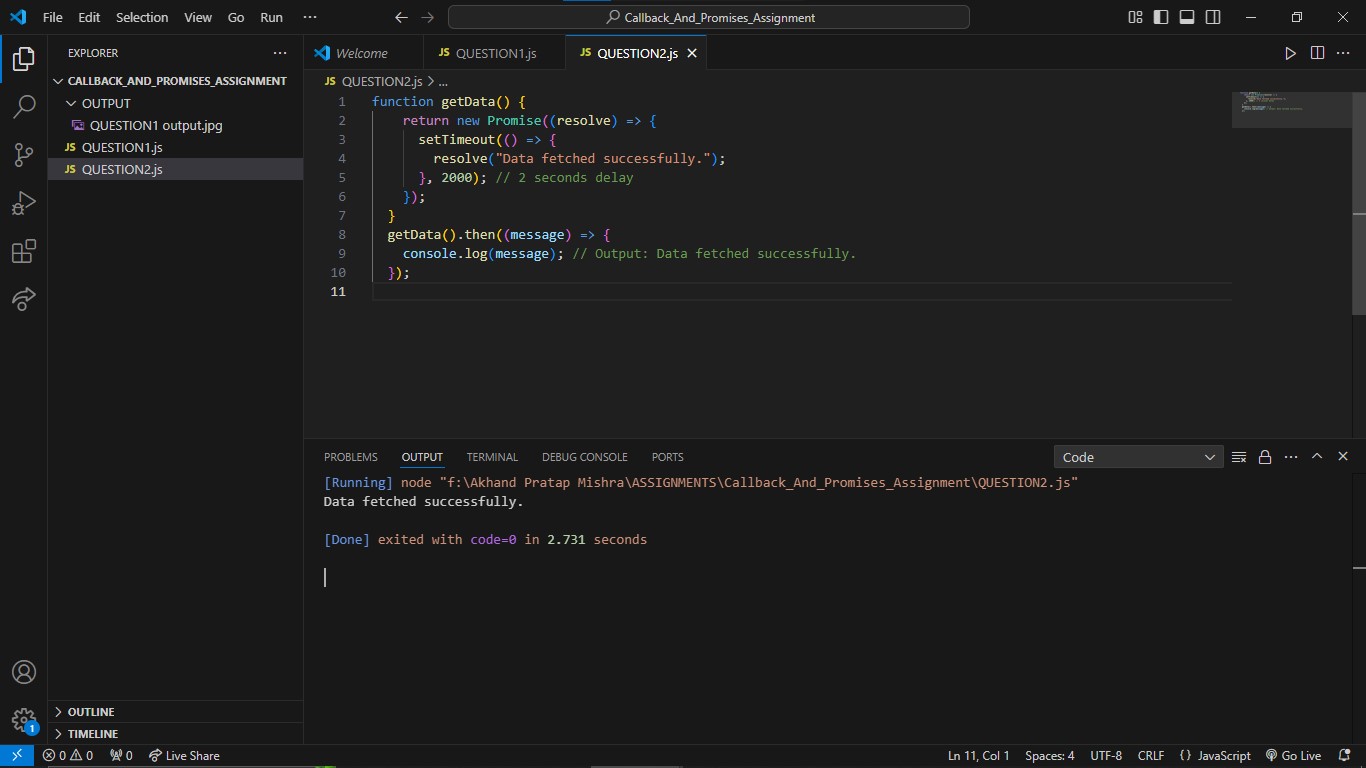 File Edit Selection View Go Run ··· Callback_And_Promises_Assignment
EXPLORER ···
CALLBACK_AND_PROMISES_ASSIGNMENT
OUTPUT
QUESTION1 output.jpg
JS QUESTION1.js
JS QUESTION2.js
OUTLINE
TIMELINE
Welcome JS QUESTION1.js JS QUESTION2.js ···
JS QUESTION2.js > ...
1 function getData() {
2 return new Promise((resolve) => {
3 setTimeout(() => {
4 resolve("Data fetched successfully.");
5 }, 2000); // 2 seconds delay
6 });
7 }
8 getData().then((message) => {
9 console.log(message); // Output: Data fetched successfully.
10 });
11
PROBLEMS OUTPUT TERMINAL DEBUG CONSOLE PORTS Code ···
[Running] node "f:\Akhand Pratap Mishra\ASSIGNMENTS\Callback_And_Promises_Assignment\QUESTION2.js"
Data fetched successfully.
[Done] exited with code=0 in 2.731 seconds
1
0 0 0 Live Share Ln 11, Col 1 Spaces: 4 UTF-8 CRLF {} JavaScript Go Live